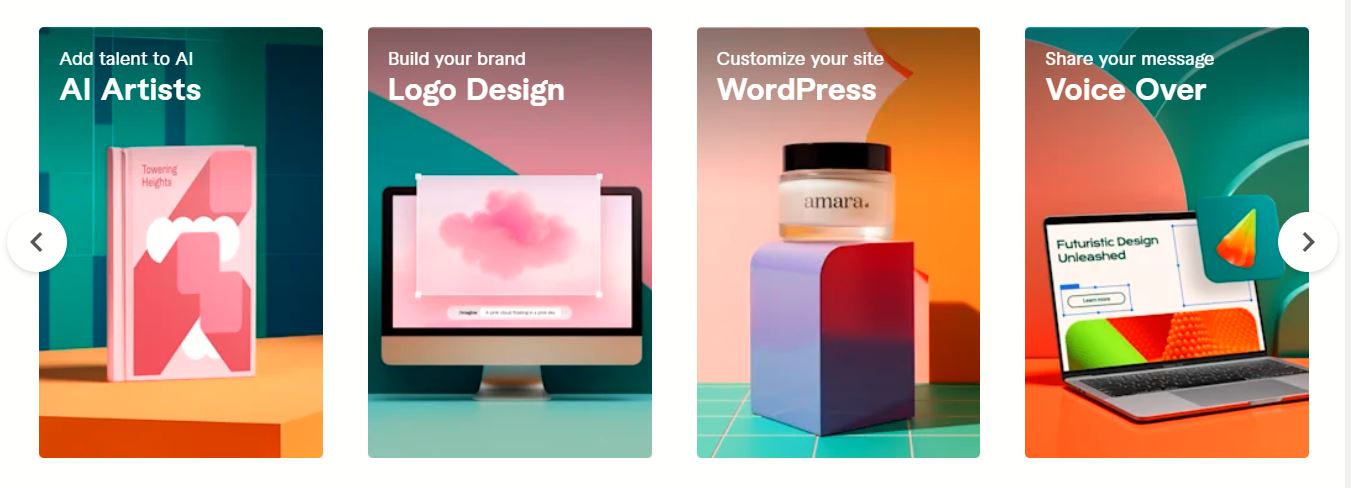 Add talent to AI
AI Artists
Towering
Heights
Build your brand
Logo Design
/imagine A pink cloud floating in a pink sky
Customize your site
WordPress
amara.
Share your message
Voice Over
Futuristic Design
Unleashed
Learn more